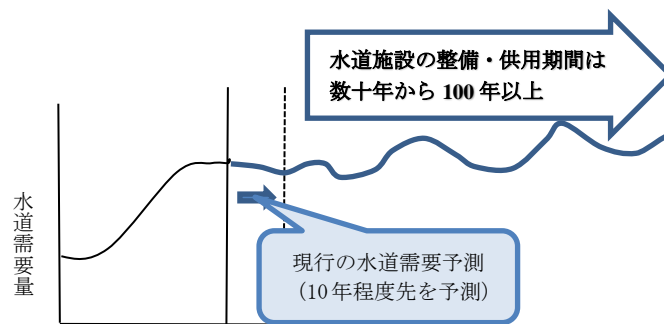 水道施設の整備・供用期間は
数十年から 100 年以上
水道需要量
現行の水道需要予測
（10 年程度先を予測）